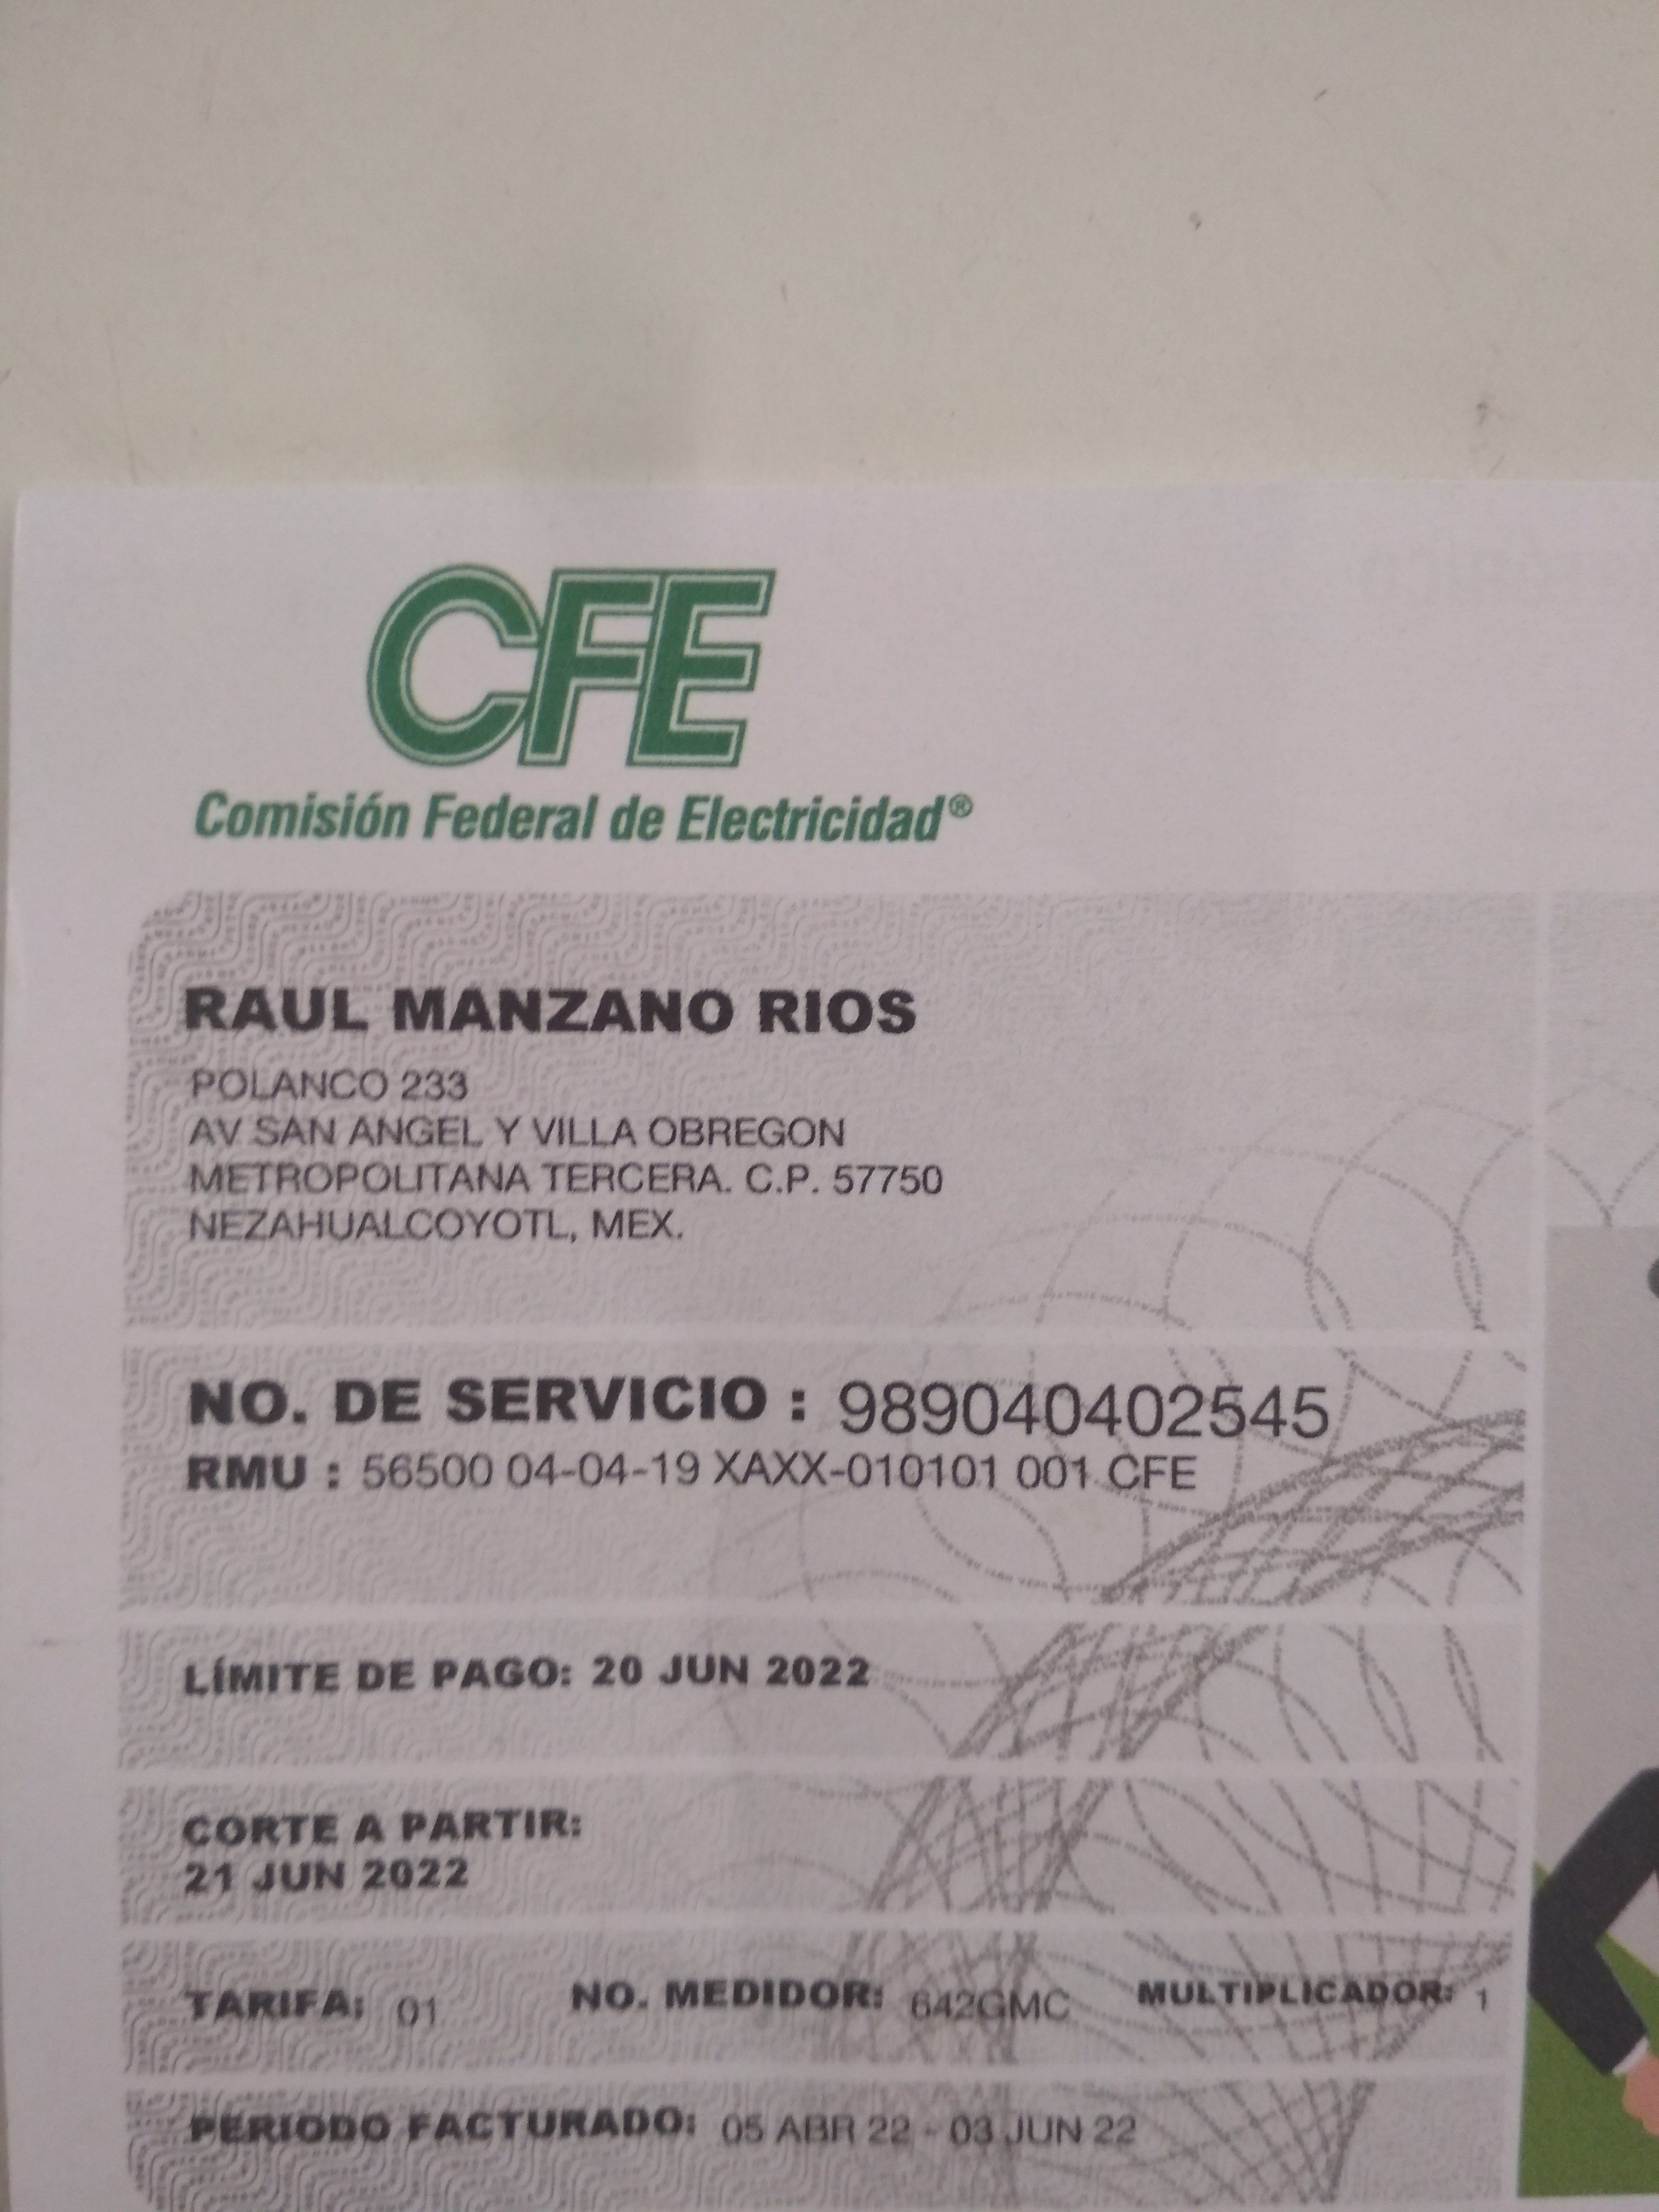 CFE
Comisión Federal de Electricidad®
RAUL MANZANO RIOS
POLANCO 233
AV SAN ANGEL Y VILLA OBREGON
METROPOLITANA TERCERA. C.P. 57750
NEZAHUALCOYOTL, MEX.
NO. DE SERVICIO : 989040402545
RMU : 56500 04-04-19 XAXX-010101 001 CFE
LÍMITE DE PAGO: 20 JUN 2022
CORTE A PARTIR:
21 JUN 2022
TARIFA: 01 NO. MEDIDOR: 642GMC MULTIPLICADOR: 1
PERIODO FACTURADO: 05 ABR 22 - 03 JUN 22